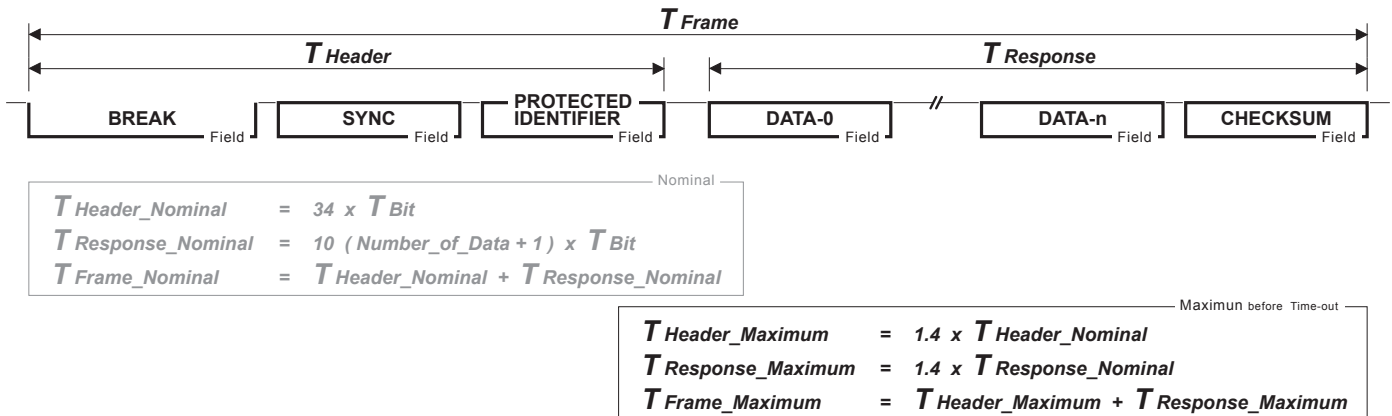 T Frame
T Header
T Response
BREAK
Field
SYNC
Field
PROTECTED
IDENTIFIER
Field
DATA-0
Field
//
DATA-n
Field
CHECKSUM
Field
Nominal
T Header_Nominal = 34 x T Bit
T Response_Nominal = 10 ( Number_of_Data + 1 ) x T Bit
T Frame_Nominal = T Header_Nominal + T Response_Nominal
Maximun before Time-out
T Header_Maximum = 1.4 x T Header_Nominal
T Response_Maximum = 1.4 x T Response_Nominal
T Frame_Maximum = T Header_Maximum + T Response_Maximum